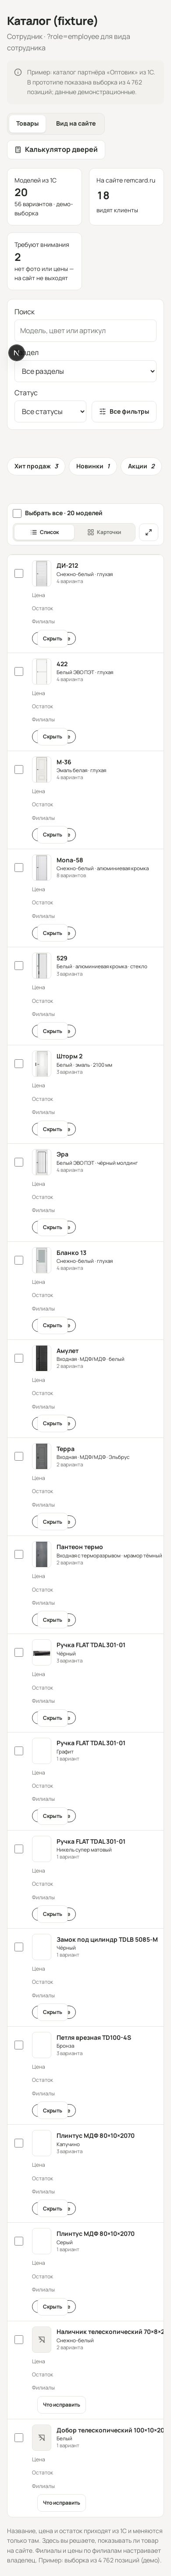 Каталог (fixture)
Сотрудник · ?role=employee для вида
сотрудника
Пример: каталог партнёра «Оптовик» из 1С.
В прототипе показана выборка из 4 762
позиций; данные демонстрационные.
Товары
Вид на сайте
Калькулятор дверей
Моделей из 1С
20
56 вариантов · демо-
выборка
На сайте remcard.ru
18
видят клиенты
Требуют внимания
2
нет фото или цены —
на сайт не выходят
Поиск
Модель, цвет или артикул
N
Все разделы
Статус
Все статусы
Все фильтры
Хит продаж 3
Новинки 1
Акции 2
Выбрать все · 20 моделей
Список
Карточки
ДИ-212
Снежно-белый · глухая
4 варианта
Цена
Остаток
Филиалы
Скрыть
422
Белый ЭВО ПЭТ · глухая
4 варианта
Цена
Остаток
Филиалы
Скрыть
М-36
Эмаль белая · глухая
4 варианта
Цена
Остаток
Филиалы
Скрыть
Мопа-58
Снежно-белый · алюминиевая кромка
8 вариантов
Цена
Остаток
Филиалы
Скрыть
529
Белый · алюминиевая кромка · стекло
3 варианта
Цена
Остаток
Филиалы
Скрыть
Шторм 2
Белый · эмаль · 2100 мм
3 варианта
Цена
Остаток
Филиалы
Скрыть
Эра
Белый ЭВО ПЭТ · чёрный молдинг
4 варианта
Цена
Остаток
Филиалы
Скрыть
Бланко 13
Снежно-белый · глухая
4 варианта
Цена
Остаток
Филиалы
Скрыть
Амулет
Входная · МДФ/МДФ · белый
2 варианта
Цена
Остаток
Филиалы
Скрыть
Терра
Входная · МДФ/МДФ · Эльбрус
2 варианта
Цена
Остаток
Филиалы
Скрыть
Пантеон термо
Входная с терморазрывом · мрамор тёмный
2 варианта
Цена
Остаток
Филиалы
Скрыть
Ручка FLAT TDAL 301-01
Чёрный
3 варианта
Цена
Остаток
Филиалы
Скрыть
Ручка FLAT TDAL 301-01
Графит
1 вариант
Цена
Остаток
Филиалы
Скрыть
Ручка FLAT TDAL 301-01
Никель супер матовый
1 вариант
Цена
Остаток
Филиалы
Скрыть
Замок под цилиндр TDLB 5085-M
Чёрный
1 вариант
Цена
Остаток
Филиалы
Скрыть
Петля врезная TD100-4S
Бронза
3 варианта
Цена
Остаток
Филиалы
Скрыть
Плинтус МДФ 80×10×2070
Капучино
3 варианта
Цена
Остаток
Филиалы
Скрыть
Плинтус МДФ 80×10×2070
Серый
1 вариант
Цена
Остаток
Филиалы
Скрыть
Наличник телескопический 70×8×2
Снежно-белый
2 варианта
Цена
Остаток
Филиалы
Что исправить
Добор телескопический 100×10×20
Белый
1 вариант
Цена
Остаток
Филиалы
Что исправить
Название, цена и остаток приходят из 1С и меняются
только там. Здесь вы решаете, показывать ли товар
на сайте. Филиалы и цены по филиалам настраивает
владелец. Пример: выборка из 4 762 позиций (демо).